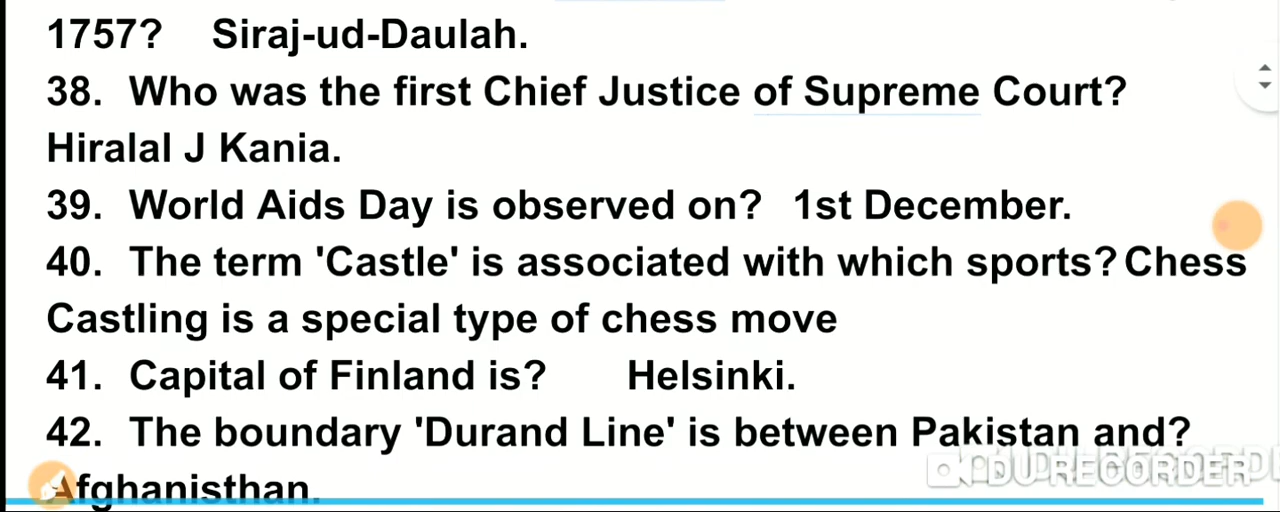 1757? Siraj-ud-Daulah.
38. Who was the first Chief Justice of Supreme Court?
Hiralal J Kania.
39. World Aids Day is observed on? 1st December.
40. The term 'Castle' is associated with which sports? Chess
Castling is a special type of chess move
41. Capital of Finland is? Helsinki.
42. The boundary 'Durand Line' is between Pakistan and?
DU RECORDER
Afghanisthan.